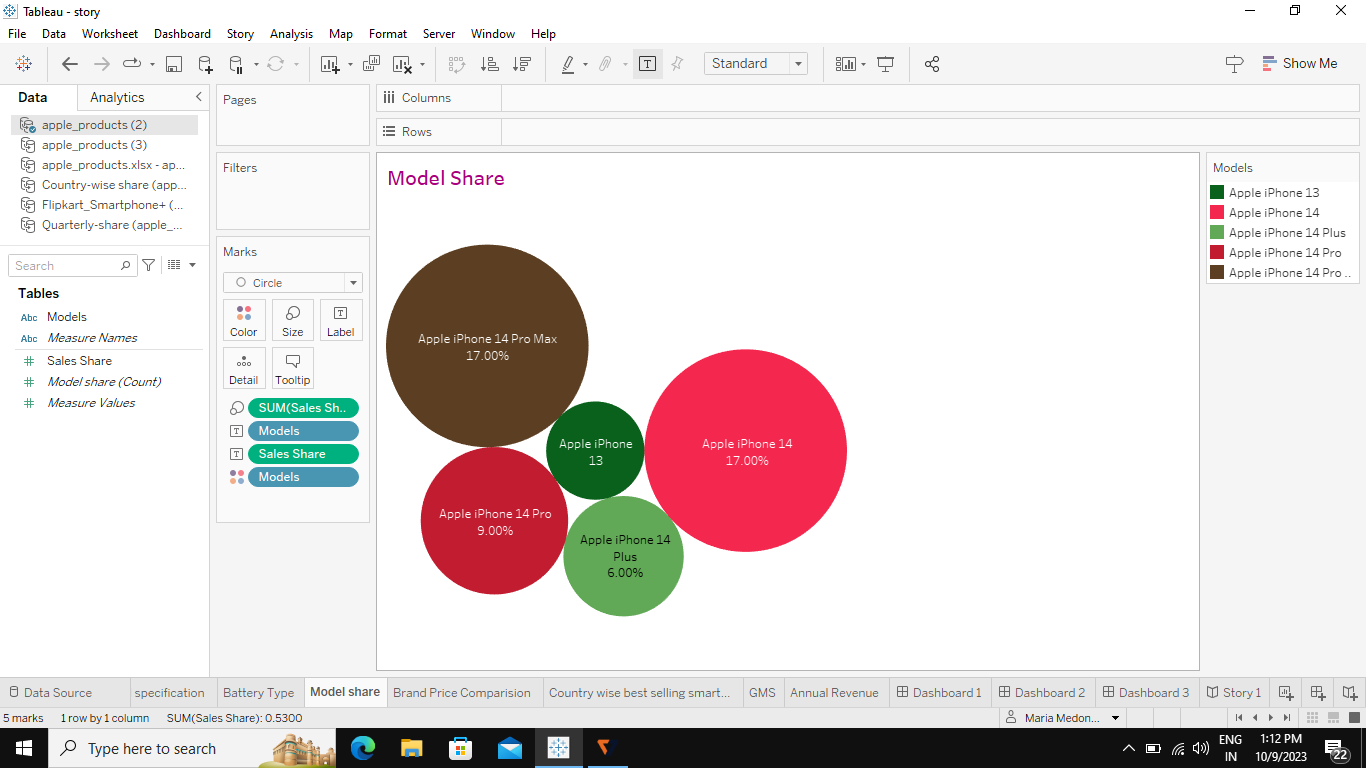 Tableau - story
File Data Worksheet Dashboard Story Analysis Map Format Server Window Help
Standard
Show Me
Data Analytics
apple_products (2)
apple_products (3)
apple_products.xlsx - ap...
Country-wise share (app...
Flipkart_Smartphone+ (...
Quarterly-share (apple_...
Search
Tables
Abc Models
Abc Measure Names
Sales Share
Model share (Count)
Measure Values
Pages
Filters
Marks
Circle
Color Size Label
Detail Tooltip
SUM(Sales Sh..
Models
Sales Share
Models
Columns
Rows
Model Share
Apple iPhone 14 Pro Max
17.00%
Apple iPhone
13
Apple iPhone 14
17.00%
Apple iPhone 14 Pro
9.00%
Apple iPhone 14
Plus
6.00%
Models
Apple iPhone 13
Apple iPhone 14
Apple iPhone 14 Plus
Apple iPhone 14 Pro
Apple iPhone 14 Pro ..
Data Source specification Battery Type Model share Brand Price Comparision Country wise best selling smart... GMS Annual Revenue Dashboard 1 Dashboard 2 Dashboard 3 Story 1
5 marks 1 row by 1 column SUM(Sales Share): 0.5300 Maria Medon...
Type here to search
ENG
IN
1:12 PM
10/9/2023
22